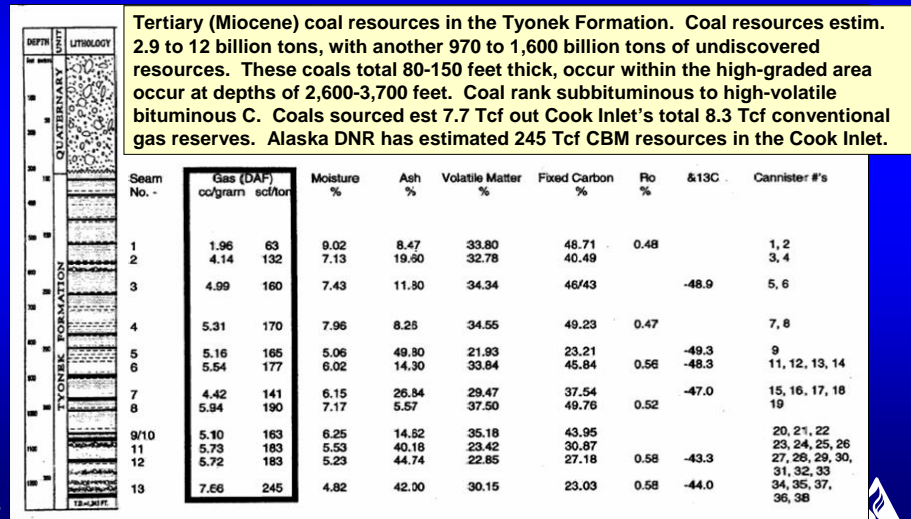 Tertiary (Miocene) coal resources in the Tyonek Formation. Coal resources estim.
2.9 to 12 billion tons, with another 970 to 1,600 billion tons of undiscovered
resources. These coals total 80-150 feet thick, occur within the high-graded area
occur at depths of 2,600-3,700 feet. Coal rank subbituminous to high-volatile
bituminous C. Coals sourced est 7.7 Tcf out Cook Inlet's total 8.3 Tcf conventional
gas reserves. Alaska DNR has estimated 245 Tcf CBM resources in the Cook Inlet.
DEPTH UNIT LITHOLOGY
QUATERNARY
TYONEK FORMATION
Seam Gas (DAF) Moisture Ash Volatile Matter Fixed Carbon Ro &13C Cannister #'s
No. - cc/gram scf/ton % % % % %
1 1.96 63 9.02 8.47 33.80 48.71 0.48 1, 2
2 4.14 132 7.13 19.60 32.78 40.49 3, 4
3 4.99 160 7.43 11.80 34.34 46/43 -48.9 5, 6
4 5.31 170 7.96 8.26 34.55 49.23 0.47 7, 8
5 5.16 165 5.06 49.80 21.93 23.21 -49.3 9
6 5.54 177 6.02 14.30 33.84 45.84 0.56 -48.3 11, 12, 13, 14
7 4.42 141 6.15 26.84 29.47 37.54 -47.0 15, 16, 17, 18
8 5.94 190 7.17 5.57 37.50 49.76 0.52 19
9/10 5.10 163 6.25 14.62 35.18 43.95 20, 21, 22
11 5.73 183 5.53 40.18 23.42 30.87 23, 24, 25, 26
12 5.72 183 5.23 44.74 22.85 27.18 0.58 -43.3 27, 28, 29, 30,
31, 32, 33
13 7.66 245 4.82 42.00 30.15 23.03 0.58 -44.0 34, 35, 37,
36, 38